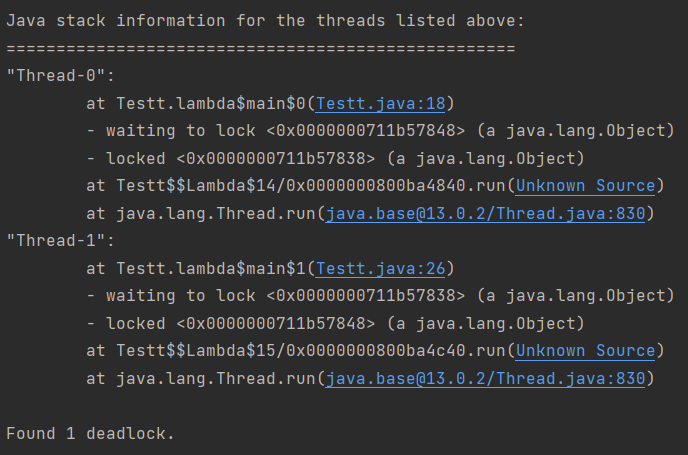 Java stack information for the threads listed above:
===================================================
"Thread-0":
        at Testt.lambda$main$0(Testt.java:18)
        - waiting to lock <0x0000000711b57848> (a java.lang.Object)
        - locked <0x0000000711b57838> (a java.lang.Object)
        at Testt$$Lambda$14/0x0000000800ba4840.run(Unknown Source)
        at java.lang.Thread.run(java.base@13.0.2/Thread.java:830)
"Thread-1":
        at Testt.lambda$main$1(Testt.java:26)
        - waiting to lock <0x0000000711b57838> (a java.lang.Object)
        - locked <0x0000000711b57848> (a java.lang.Object)
        at Testt$$Lambda$15/0x0000000800ba4c40.run(Unknown Source)
        at java.lang.Thread.run(java.base@13.0.2/Thread.java:830)

Found 1 deadlock.